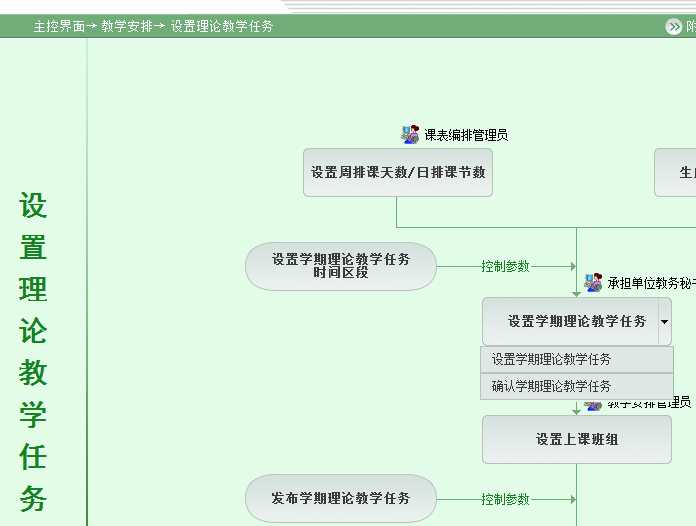 主控界面→ 教学安排→ 设置理论教学任务
附
课表编排管理员
设置周排课天数/日排课节数
生
设置理论教学任务
设置学期理论教学任务
时间区段
控制参数
承担单位教务秘书
设置学期理论教学任务
设置学期理论教学任务
确认学期理论教学任务
教学安排管理员
设置上课班组
发布学期理论教学任务
控制参数